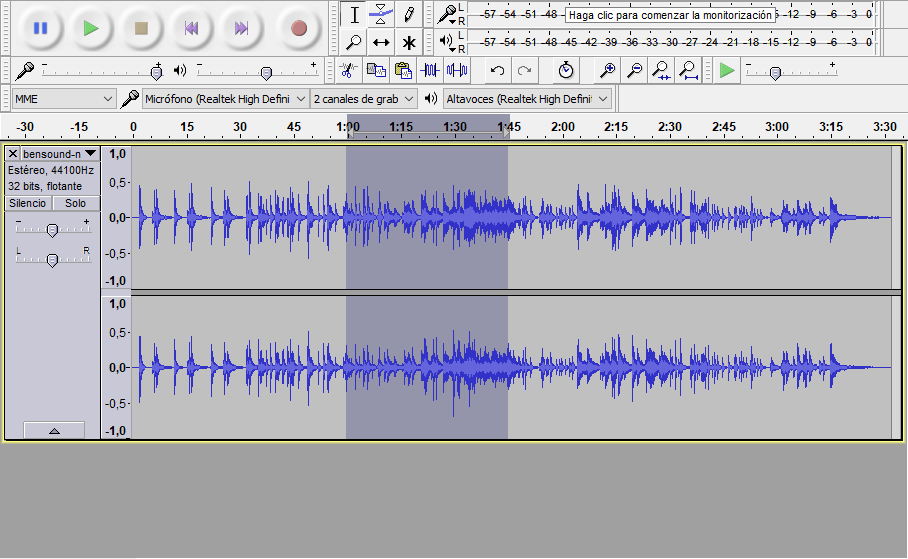 L
R
-57 -54 -51 -48 Haga clic para comenzar la monitorización -12 -9 -6 -3 0
L
R
-57 -54 -51 -48 -45 -42 -39 -36 -33 -30 -27 -24 -21 -18 -15 -12 -9 -6 -3 0
- + - +
- +
MME Micrófono (Realtek High Defini 2 canales de grab Altavoces (Realtek High Definit
-30 -15 0 15 30 45 1:00 1:15 1:30 1:45 2:00 2:15 2:30 2:45 3:00 3:15 3:30
X bensound-n
Estéreo, 44100Hz
32 bits, flotante
Silencio Solo
- +
L R
1,0
0,5-
0,0-
-0,5-
-1,0
1,0
0,5-
0,0-
-0,5-
-1,0